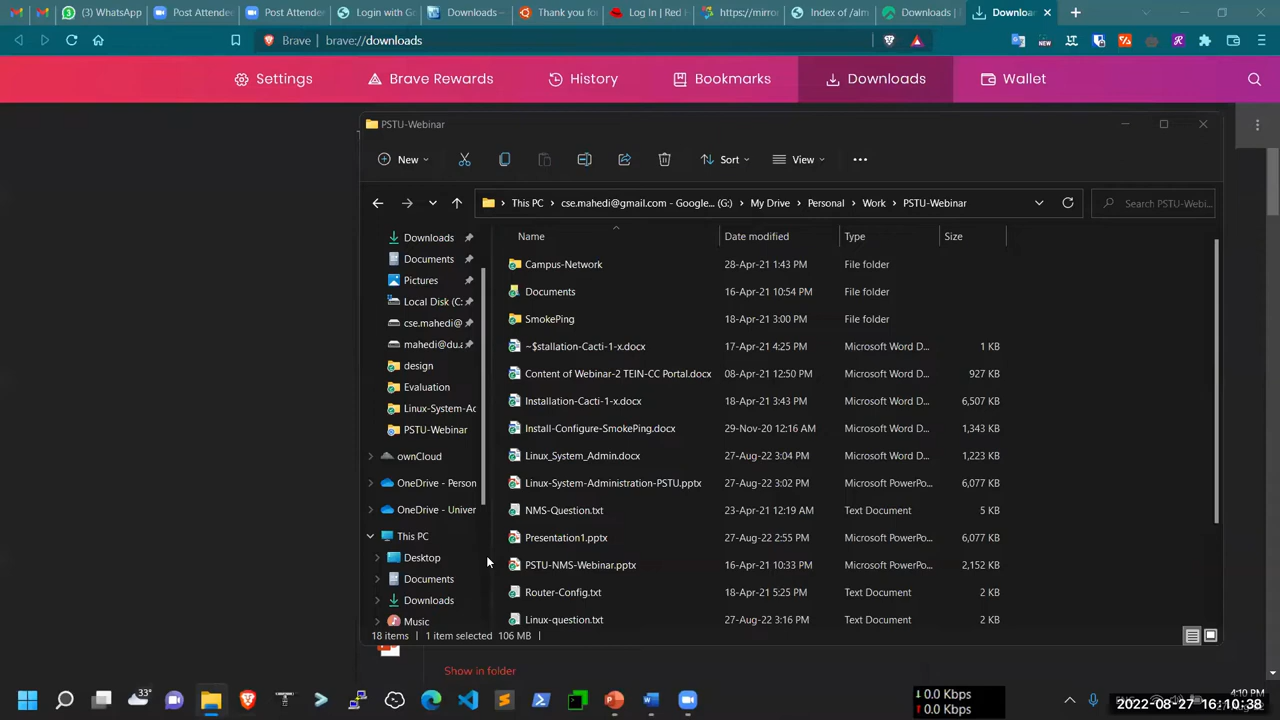 (3) WhatsApp
Post Attended
Post Attende
Login with Go
Downloads –
Thank you fo
Log In | Red H
https://mirror
Index of /alm
Downloads |
Downloa
Brave
brave://downloads
NEW
Settings
Brave Rewards
History
Bookmarks
Downloads
Wallet
PSTU-Webinar
New
Sort
View
This PC
cse.mahedi@gmail.com - Google... (G:)
My Drive
Personal
Work
PSTU-Webinar
Search PSTU-Webi...
Name Date modified Type Size
Downloads
Documents
Pictures
Local Disk (C:
cse.mahedi@
mahedi@du.a
design
Evaluation
Linux-System-Ac
PSTU-Webinar
ownCloud
OneDrive - Person
OneDrive - Univer
This PC
Desktop
Documents
Downloads
Music
Campus-Network 28-Apr-21 1:43 PM File folder
Documents 16-Apr-21 10:54 PM File folder
SmokePing 18-Apr-21 3:00 PM File folder
~$stallation-Cacti-1-x.docx 17-Apr-21 4:25 PM Microsoft Word D... 1 KB
Content of Webinar-2 TEIN-CC Portal.docx 08-Apr-21 12:50 PM Microsoft Word D... 927 KB
Installation-Cacti-1-x.docx 18-Apr-21 3:43 PM Microsoft Word D... 6,507 KB
Install-Configure-SmokePing.docx 29-Nov-20 12:16 AM Microsoft Word D... 1,343 KB
Linux_System_Admin.docx 27-Aug-22 3:04 PM Microsoft Word D... 1,223 KB
Linux-System-Administration-PSTU.pptx 27-Aug-22 3:02 PM Microsoft PowerPo... 6,077 KB
NMS-Question.txt 23-Apr-21 12:19 AM Text Document 5 KB
Presentation1.pptx 27-Aug-22 2:55 PM Microsoft PowerPo... 6,077 KB
PSTU-NMS-Webinar.pptx 16-Apr-21 10:33 PM Microsoft PowerPo... 2,152 KB
Router-Config.txt 18-Apr-21 5:25 PM Text Document 2 KB
Linux-question.txt 27-Aug-22 3:16 PM Text Document 2 KB
18 items 1 item selected 106 MB
Show in folder
33°
↓ 0.0 Kbps
↑ 0.0 Kbps
4:10 PM
2022-08-27 16:10:38